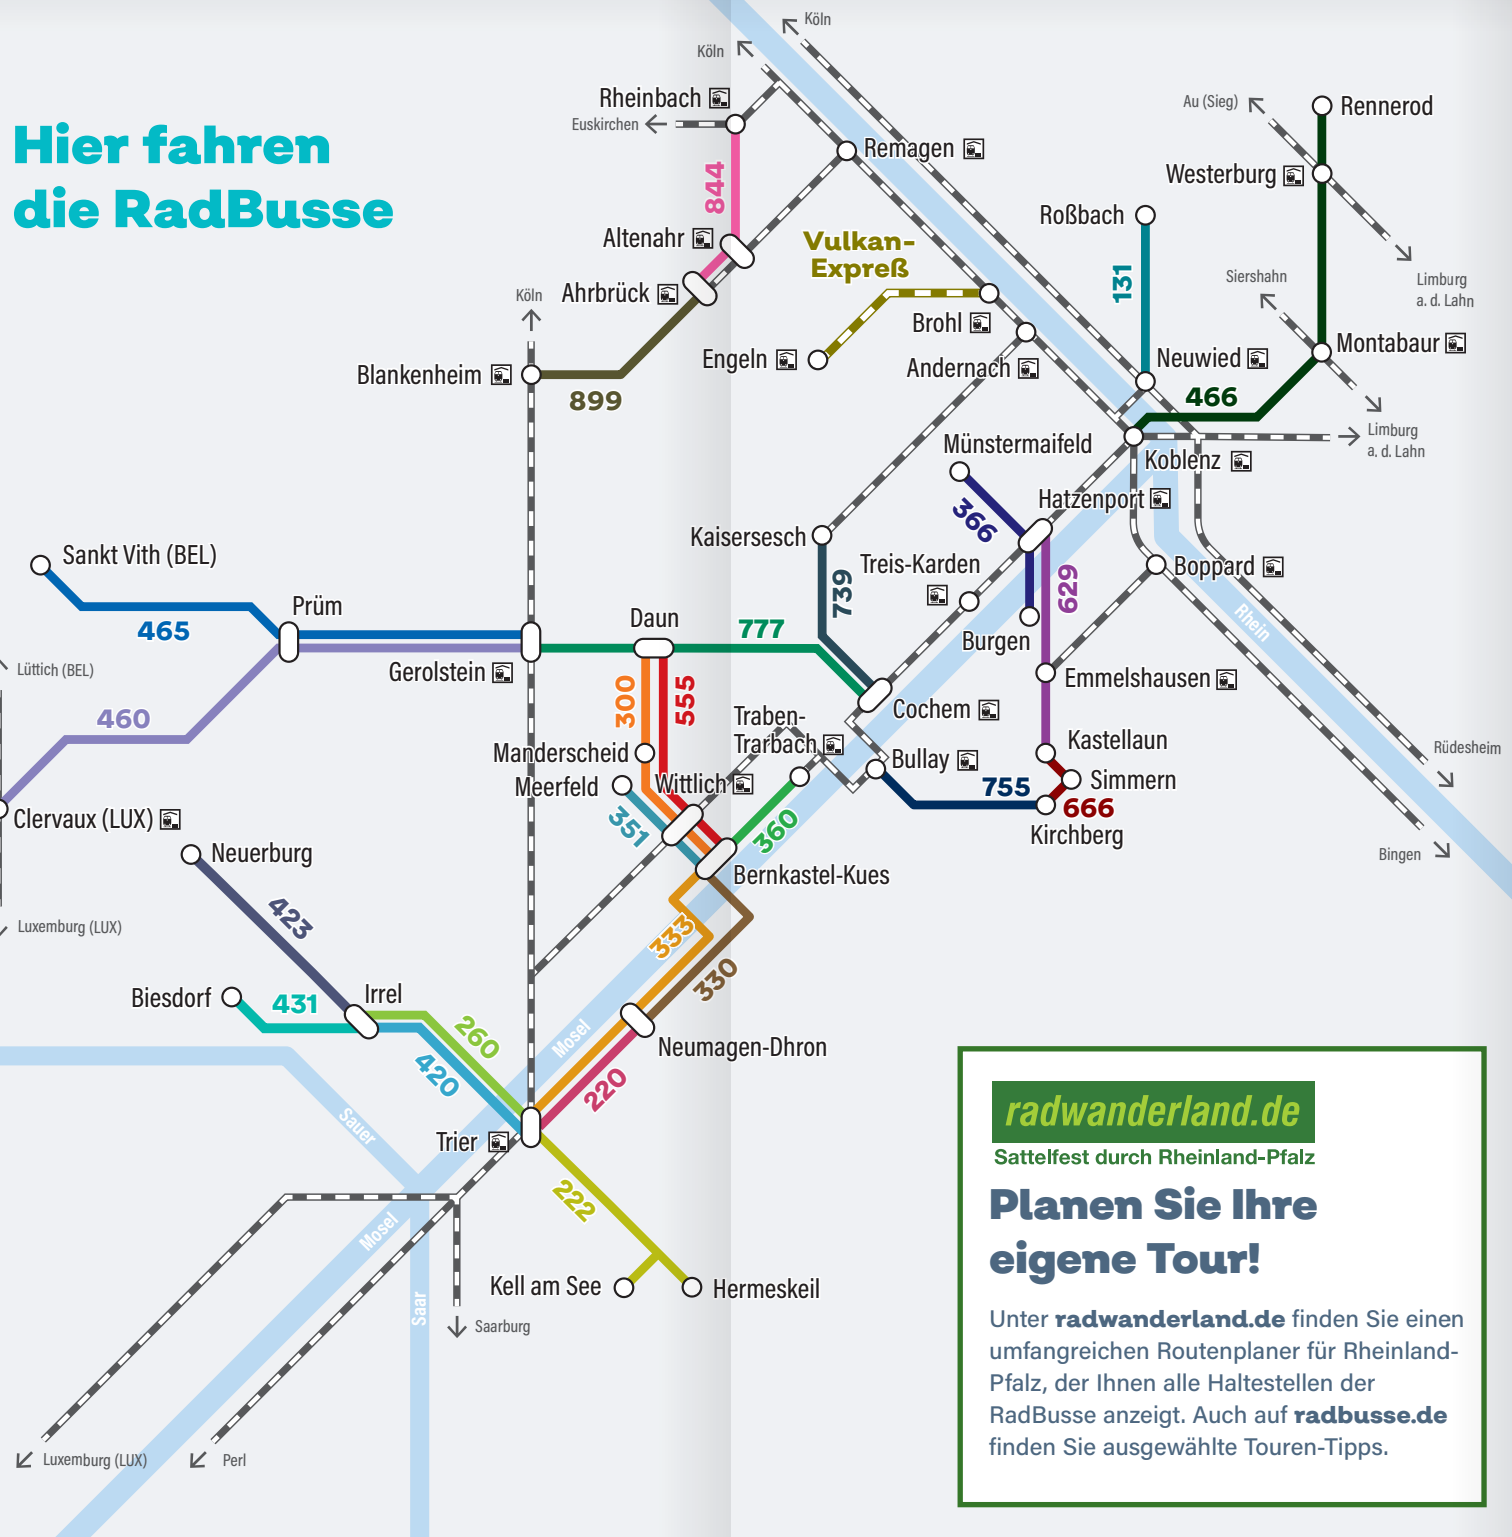 Hier fahren
die RadBusse
Köln
Köln
Rheinbach
Euskirchen
Au (Sieg)
Rennerod
Remagen
Westerburg
844
Roßbach
Altenahr
Vulkan-
Expreß
131
Siershahn
Limburg
a. d. Lahn
Ahrbrück
Köln
Brohl
Engeln
Andernach
Neuwied
Montabaur
Blankenheim
899
466
Limburg
a. d. Lahn
Münstermaifeld
Koblenz
366
Hatzenport
Kaisersesch
Treis-Karden
Sankt Vith (BEL)
739
629
Boppard
Prüm
Daun
777
Rhein
465
Burgen
Lüttich (BEL)
Gerolstein
Emmelshausen
300
555
460
Traben-
Trarbach
Cochem
Manderscheid
Bullay
Kastellaun
Rüdesheim
Meerfeld
Wittlich
755
Simmern
666
Clervaux (LUX)
351
360
Kirchberg
Neuerburg
Bingen
Bernkastel-Kues
423
Luxemburg (LUX)
333
330
Biesdorf
431
Irrel
260
420
Mosel
Neumagen-Dhron
220
Sauer
Trier
222
Mosel
Kell am See
Hermeskeil
Saar
Saarburg
Luxemburg (LUX)
Perl
radwanderland.de
Sattelfest durch Rheinland-Pfalz
Planen Sie Ihre
eigene Tour!
Unter radwanderland.de finden Sie einen
umfangreichen Routenplaner für Rheinland-
Pfalz, der Ihnen alle Haltestellen der
RadBusse anzeigt. Auch auf radbusse.de
finden Sie ausgewählte Touren-Tipps.